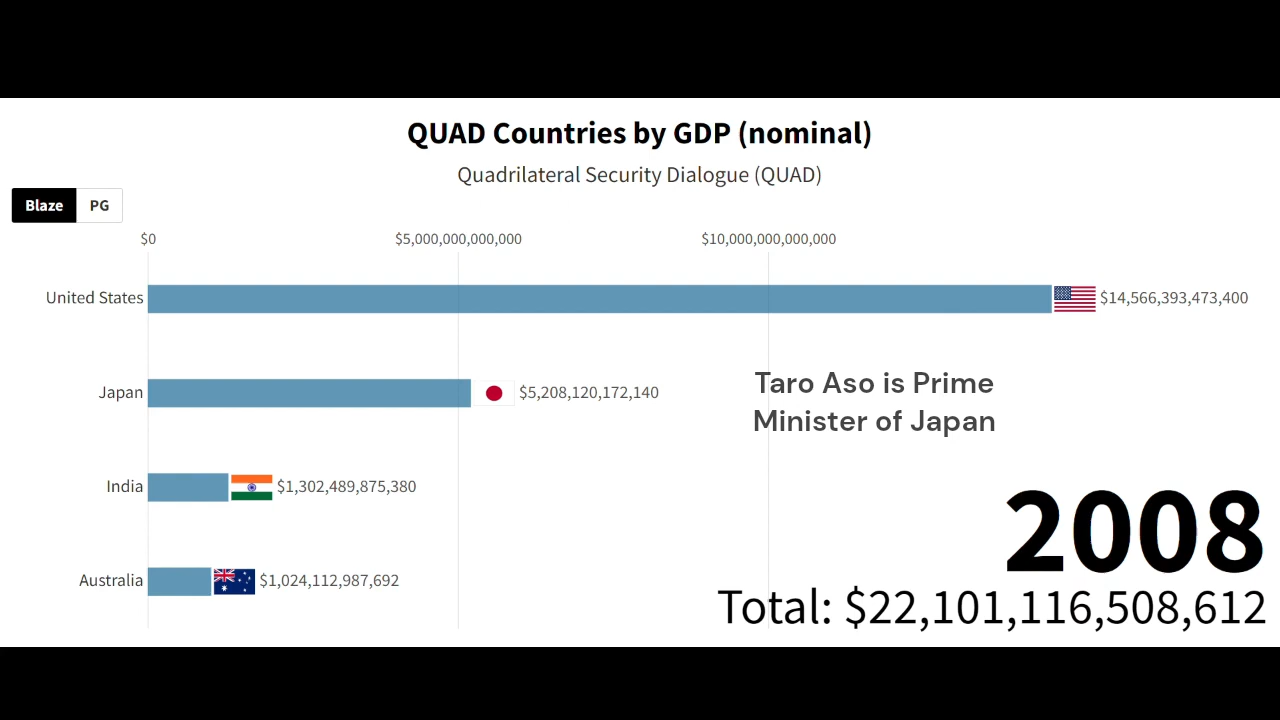 QUAD Countries by GDP (nominal)
Quadrilateral Security Dialogue (QUAD)
Blaze PG
$0 $5,000,000,000,000 $10,000,000,000,000
United States $14,566,393,473,400
Japan $5,208,120,172,140
Taro Aso is Prime
Minister of Japan
India $1,302,489,875,380
2008
Australia $1,024,112,987,692
Total: $22,101,116,508,612